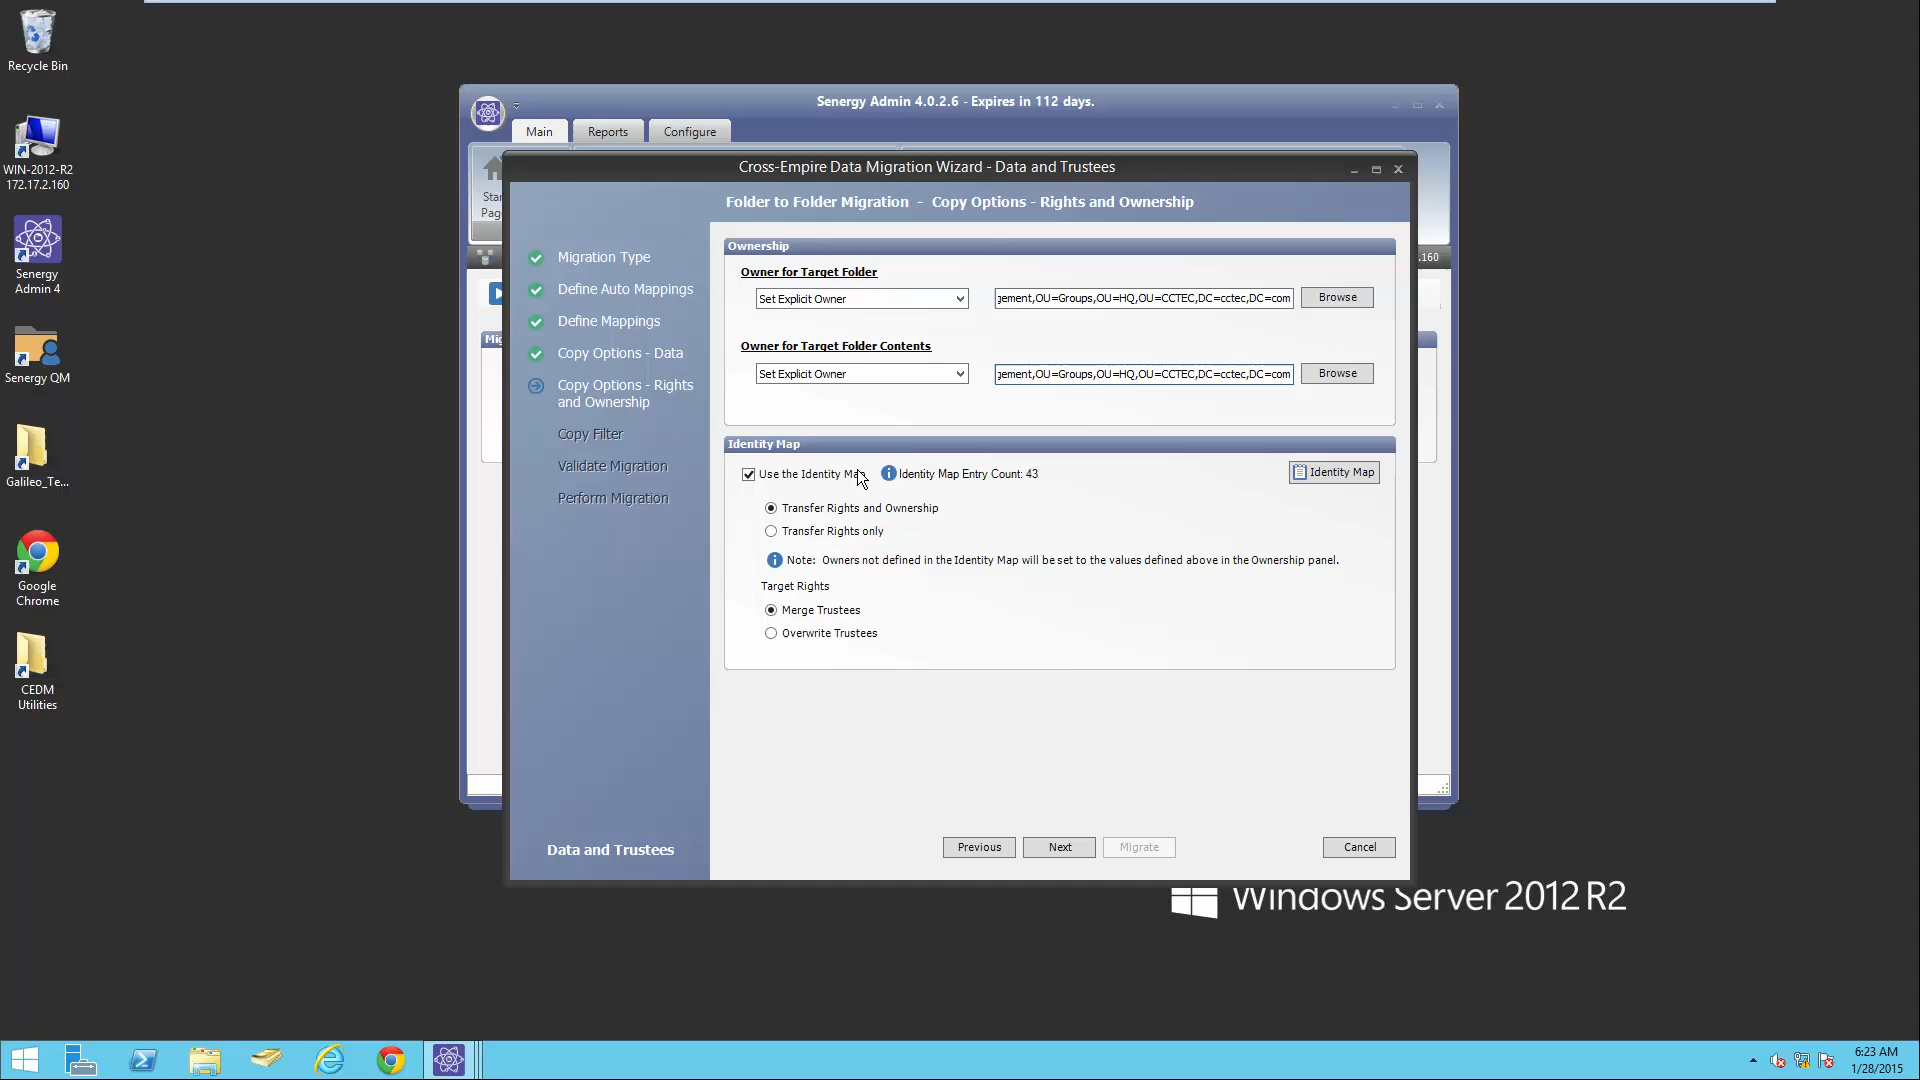 Recycle Bin
WIN-2012-R2
172.17.2.160
Senergy
Admin 4
Senergy QM
Galileo_Te...
Google
Chrome
CEDM
Utilities
Senergy Admin 4.0.2.6 - Expires in 112 days.
Main
Reports
Configure
Cross-Empire Data Migration Wizard - Data and Trustees
Folder to Folder Migration - Copy Options - Rights and Ownership
.160
Migration Type
Define Auto Mappings
Define Mappings
Copy Options - Data
Copy Options - Rights
and Ownership
Copy Filter
Validate Migration
Perform Migration
Data and Trustees
Ownership
Owner for Target Folder
Set Explicit Owner
gement,OU=Groups,OU=HQ,OU=CCTEC,DC=cctec,DC=com
Browse
Owner for Target Folder Contents
Set Explicit Owner
gement,OU=Groups,OU=HQ,OU=CCTEC,DC=cctec,DC=com
Browse
Identity Map
Use the Identity Map
Identity Map Entry Count: 43
Identity Map
Transfer Rights and Ownership
Transfer Rights only
Note: Owners not defined in the Identity Map will be set to the values defined above in the Ownership panel.
Target Rights
Merge Trustees
Overwrite Trustees
Previous
Next
Migrate
Cancel
Windows Server 2012 R2
6:23 AM
1/28/2015